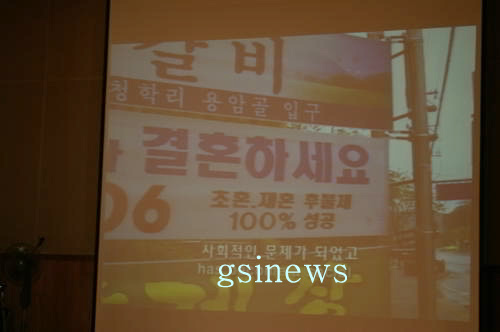 갈비
청학리 용암골 입구
결혼하세요
06
초혼.재혼 후불제
100% 성공
사회적인 문제가 되었고
has
gsinews